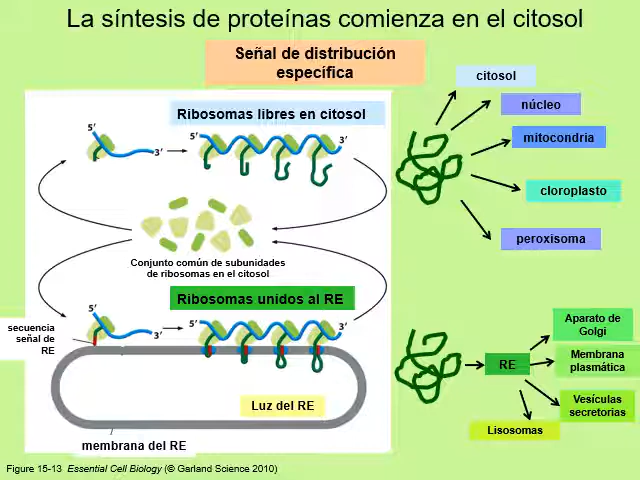 La síntesis de proteínas comienza en el citosol
Señal de distribución
específica
citosol
núcleo
mitocondria
cloroplasto
peroxisoma
Ribosomas libres en citosol
5′
3′
5′
3′
Conjunto común de subunidades
de ribosomas en el citosol
Ribosomas unidos al RE
5′
3′
5′
3′
secuencia
señal de
RE
Luz del RE
membrana del RE
RE
Aparato de
Golgi
Membrana
plasmática
Vesículas
secretorias
Lisosomas
Figure 15-13 Essential Cell Biology (© Garland Science 2010)